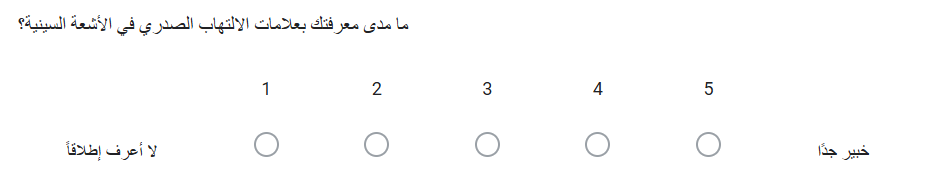 ما مدى معرفتك بعلامات الالتهاب الصدري في الأشعة السينية؟
1 2 3 4 5
لا أعرف إطلاقاً
خبير جدًا